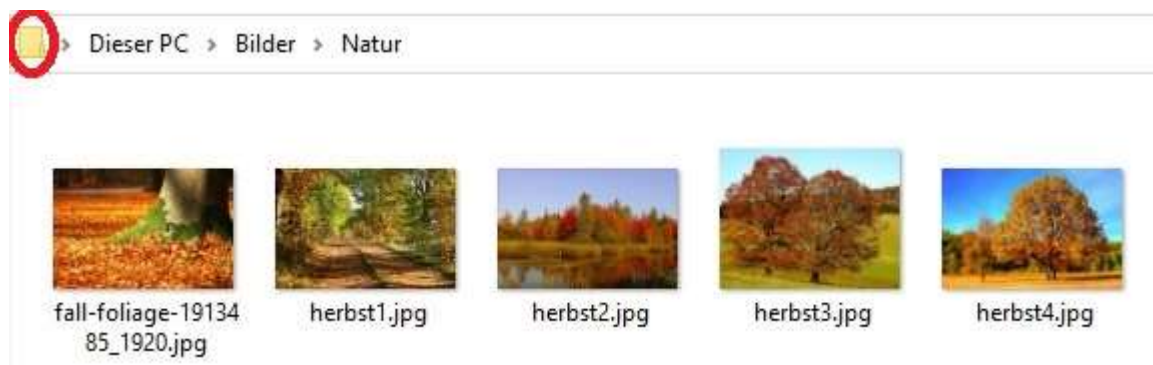 Dieser PC > Bilder > Natur
fall-foliage-19134
85_1920.jpg
herbst1.jpg
herbst2.jpg
herbst3.jpg
herbst4.jpg